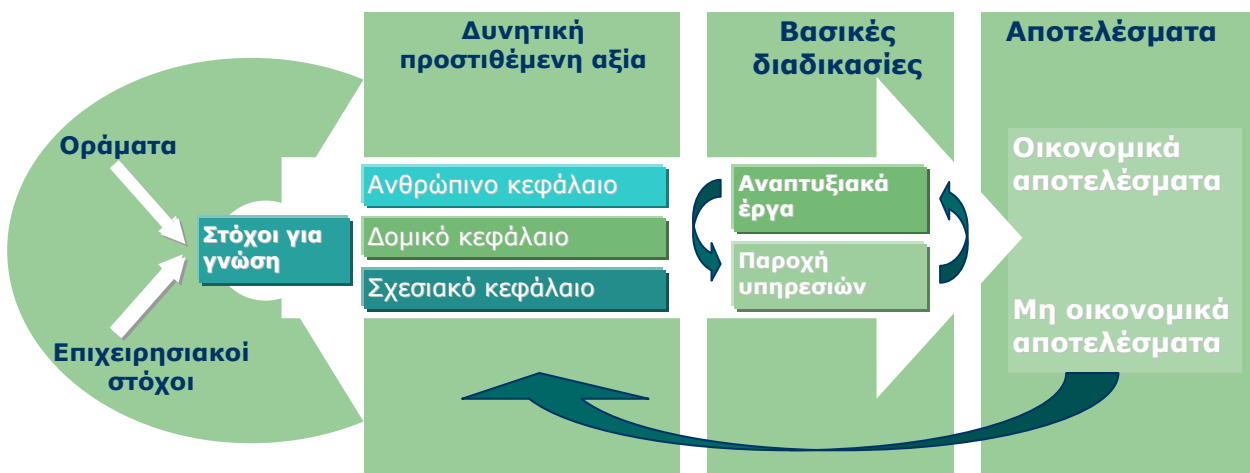 Δυνητική
προστιθέμενη αξία
Βασικές
διαδικασίες
Αποτελέσματα
Οράματα
Στόχοι για
γνώση
Επιχειρησιακοί
στόχοι
Ανθρώπινο κεφάλαιο
Δομικό κεφάλαιο
Σχεσιακό κεφάλαιο
Αναπτυξιακά
έργα
Παροχή
υπηρεσιών
Οικονομικά
αποτελέσματα
Μη οικονομικά
αποτελέσματα